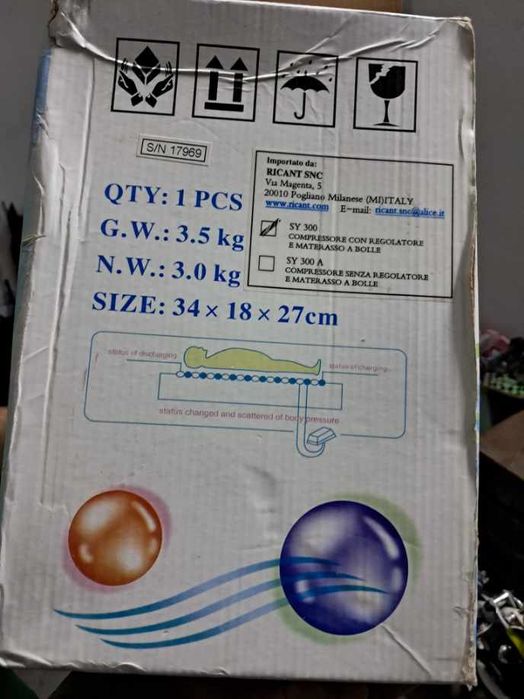 S/N 17969
QTY: 1 PCS
G.W.: 3.5 kg
N.W.: 3.0 kg
SIZE: 34 × 18 × 27cm
Importato da:
RICANT SNC
Via Magenta, 5
20010 Pogliano Milanese (MI)ITALY
www.ricant.com E-mail: ricant.snc@alice.it
SY 300
COMPRESSORE CON REGOLATORE
E MATERASSO A BOLLE
SY 300 A
COMPRESSORE SENZA REGOLATORE
E MATERASSO A BOLLE
status of discharging
status of charging
status changed and scattered of body pressure